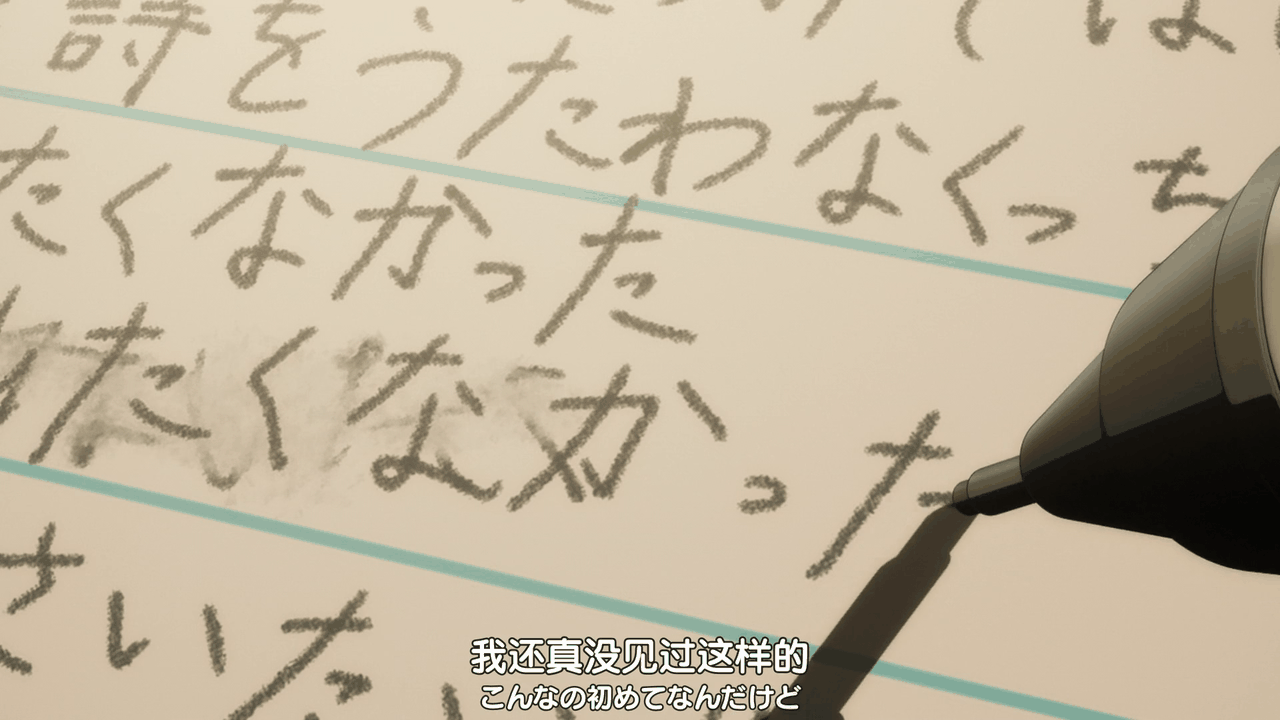 詩をうたわなくっち
たくなかった
たくなかった
さいた
我还真没见过这样的
こんなの初めてなんだけど